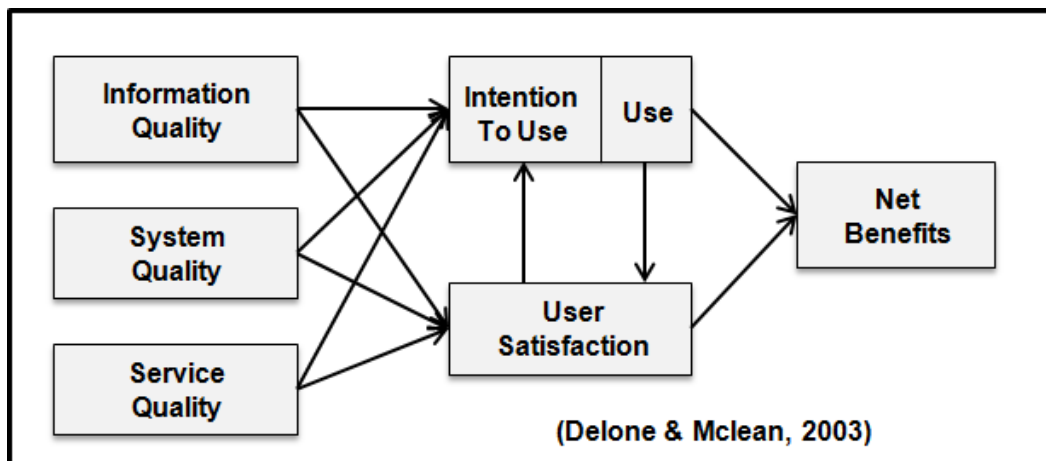 Information
Quality
System
Quality
Service
Quality
Intention
To Use
Use
User
Satisfaction
Net
Benefits
(Delone & Mclean, 2003)